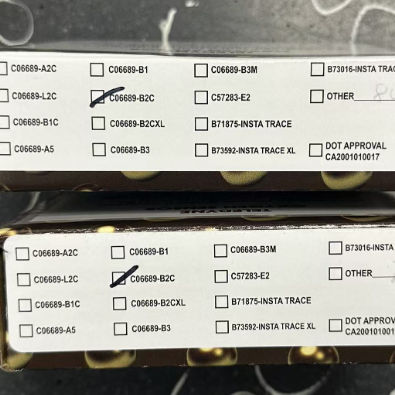 C06689-A2C C06689-B1 C06689-B3M B73016-INSTA TRAC
C06689-L2C C06689-B2C C57283-E2 OTHER
C06689-B1C C06689-B2CXL B71875-INSTA TRACE
C06689-A5 C06689-B3 B73592-INSTA TRACE XL DOT APPROVAL
CA2001010017
TELEDYNE
C06689-A2C C06689-B1 C06689-B3M B73016-INSTA
C06689-L2C C06689-B2C C57283-E2 OTHER
C06689-B1C C06689-B2CXL B71875-INSTA TRACE
C06689-A5 C06689-B3 B73592-INSTA TRACE XL DOT APPROV
CA200101001